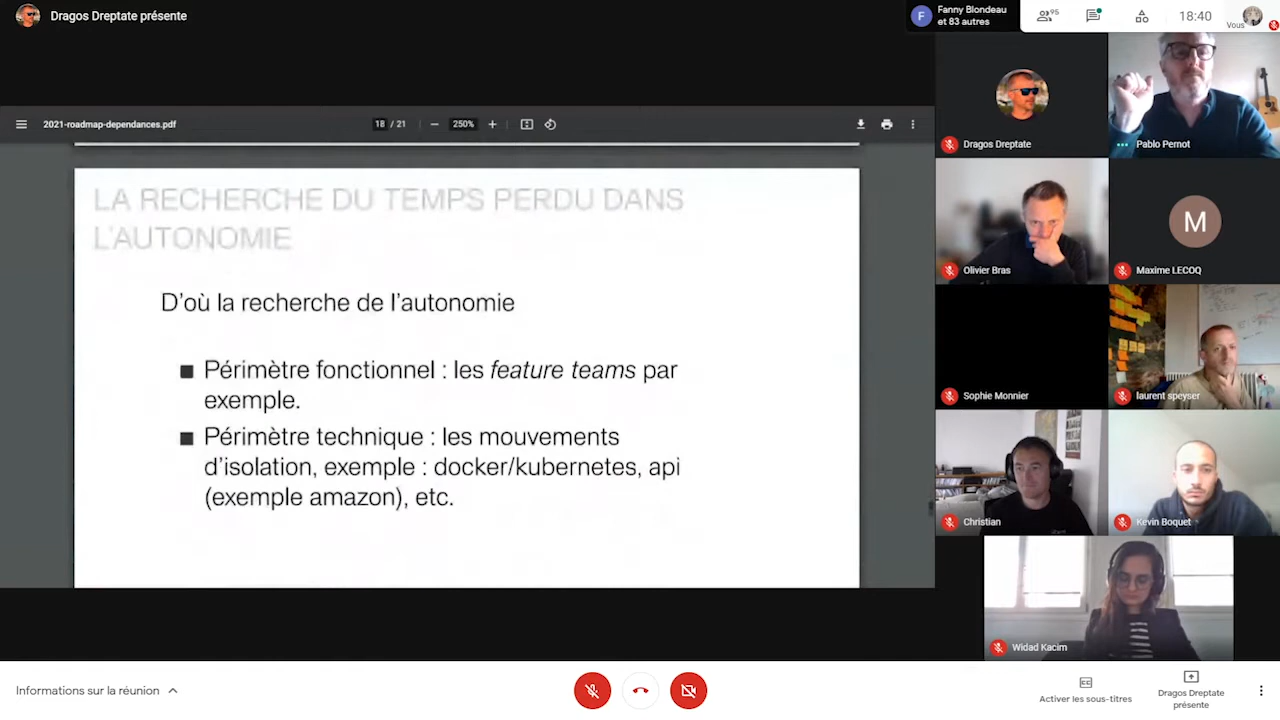 Dragos Dreptate présente
F
Fanny Blondeau
et 83 autres
95
18:40
Vous
2021-roadmap-dependances.pdf
18 / 21
250%
LA RECHERCHE DU TEMPS PERDU DANS
L'AUTONOMIE
D'où la recherche de l'autonomie
Périmètre fonctionnel : les feature teams par
exemple.
Périmètre technique : les mouvements
d'isolation, exemple : docker/kubernetes, api
(exemple amazon), etc.
Dragos Dreptate
Pablo Pernot
Olivier Bras
M
Maxime LECOQ
Sophie Monnier
laurent speyser
Christian
Kevin Boquet
Widad Kacim
Informations sur la réunion
CC
Activer les sous-titres
Dragos Dreptate
présente